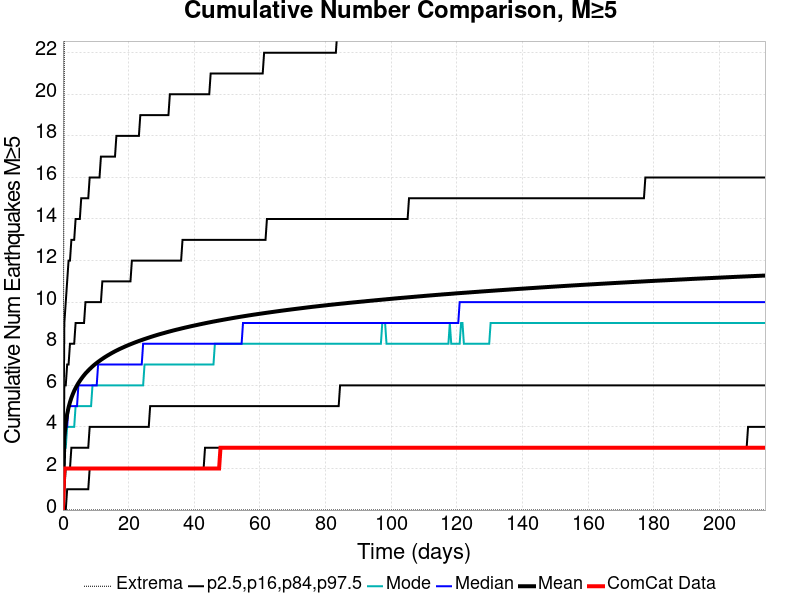 Cumulative Number Comparison, M≥5
Cumulative Num Earthquakes M≥5
22
20
18
16
14
12
10
8
6
4
2
0
0 20 40 60 80 100 120 140 160 180 200
Time (days)
Extrema p2.5,p16,p84,p97.5 Mode Median Mean ComCat Data